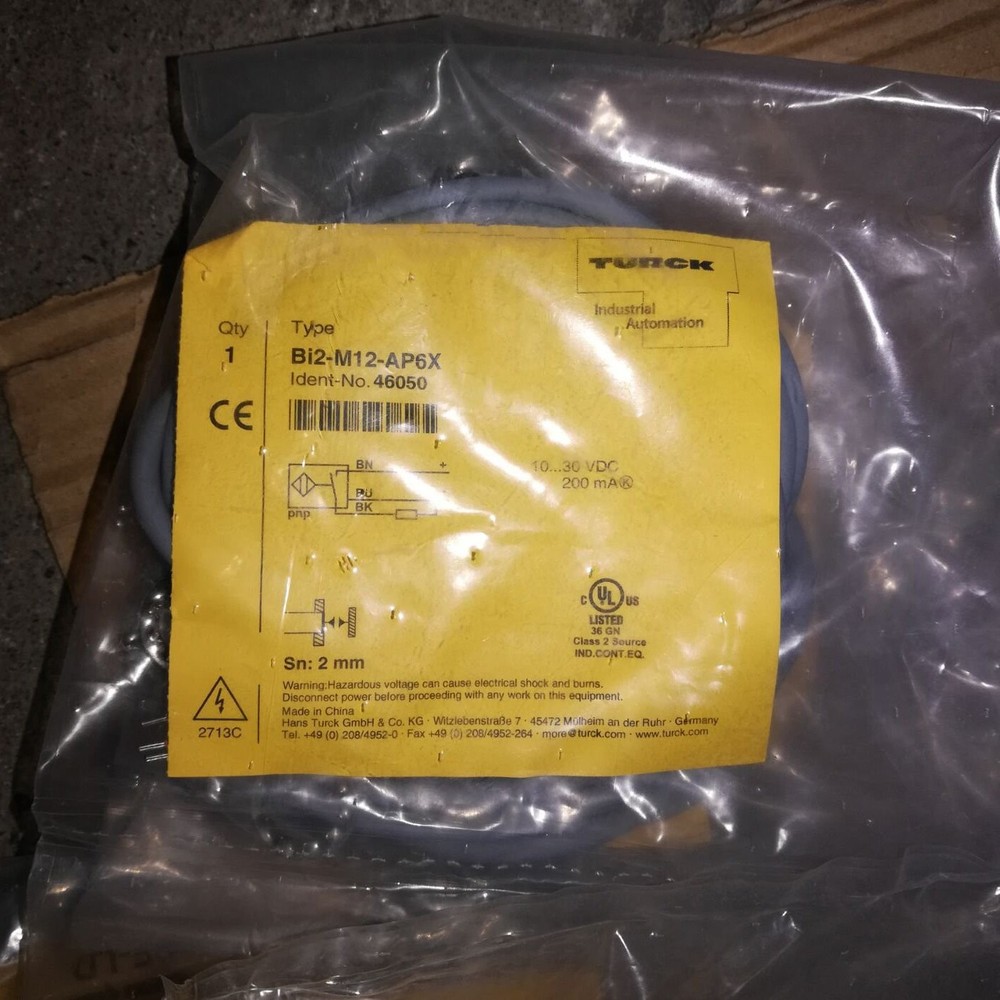 TURCK
Industrial
Automation
Qty
1
Type
Bi2-M12-AP6X
Ident-No. 46050
CE
BN +
BU -
BK
pnp
10...30 VDC
200 mA
C UL US
LISTED
36 GN
Class 2 Source
IND.CONT.EQ.
Sn: 2 mm
Warning:Hazardous voltage can cause electrical shock and burns.
Disconnect power before proceeding with any work on this equipment.
Made in China
Hans Turck GmbH & Co. KG · Witzlebenstraße 7 · 45472 Mülheim an der Ruhr · Germany
Tel. +49 (0) 208/4952-0 · Fax +49 (0) 208/4952-264 · more@turck.com · www.turck.com
2713C